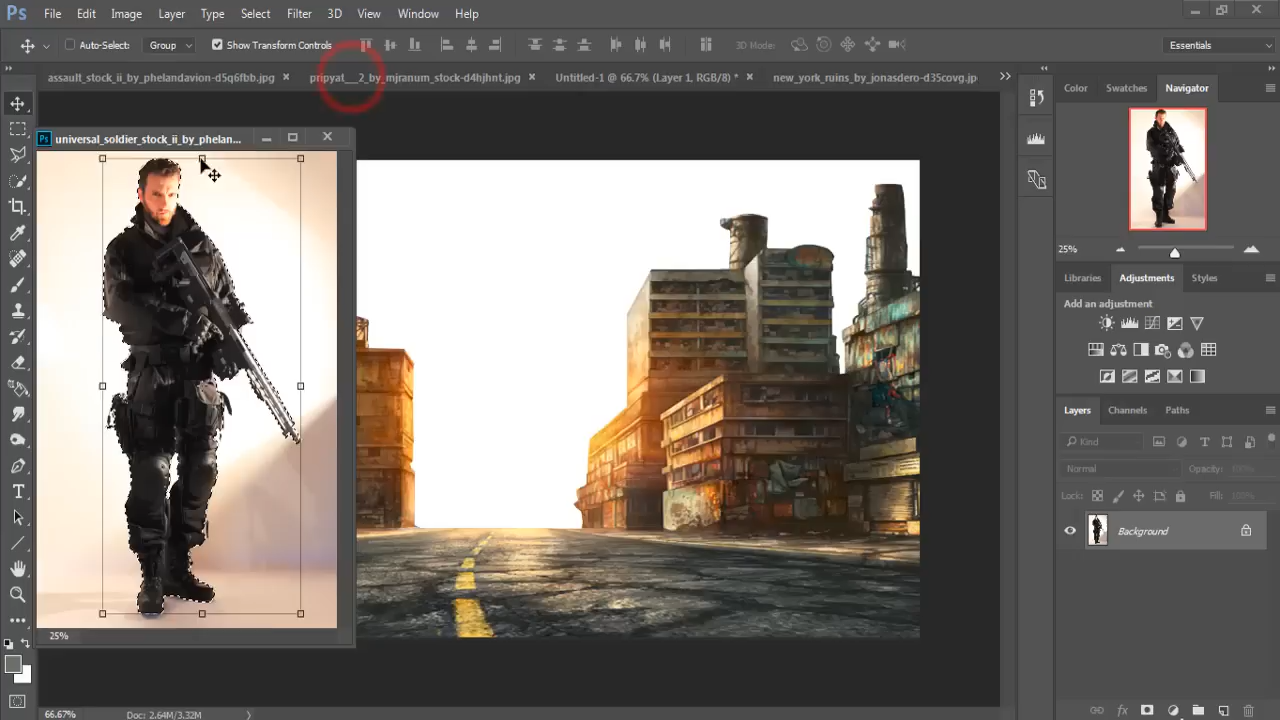 Ps File Edit Image Layer Type Select Filter 3D View Window Help
Auto-Select: Group Show Transform Controls 3D Mode: Essentials
assault_stock_ii_by_phelandavion-d5q6fbb.jpg × pripyat__2_by_mjranum_stock-d4hjhnt.jpg × Untitled-1 @ 66.7% (Layer 1, RGB/8) * × new_york_ruins_by_jonasdero-d35covg.jp
Color Swatches Navigator
Ps universal_soldier_stock_ii_by_phelan...
25%
Libraries Adjustments Styles
Add an adjustment
Layers Channels Paths
Kind
Normal Opacity:
Lock: Fill: 100%
Background
25%
66.67% Doc: 2.64M/3.32M